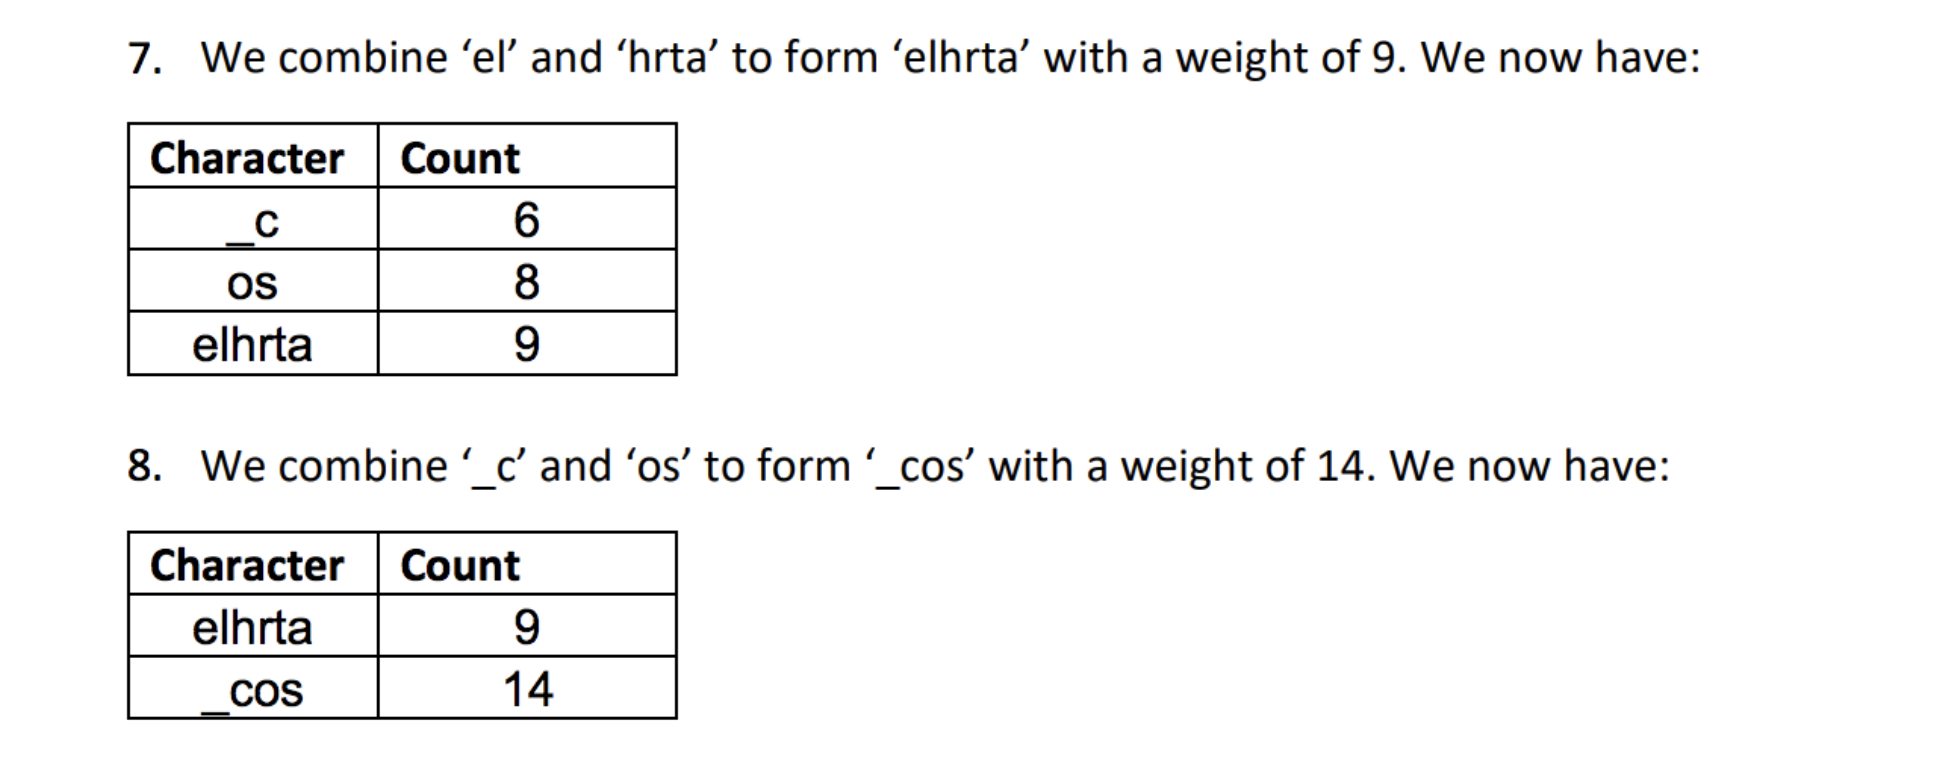 7. We combine ‘el’ and ‘hrta’ to form ‘elhrta’ with a weight of 9. We now have:
Character Count
_c 6
os 8
elhrta 9
8. We combine ‘_c’ and ‘os’ to form ‘_cos’ with a weight of 14. We now have:
Character Count
elhrta 9
_cos 14